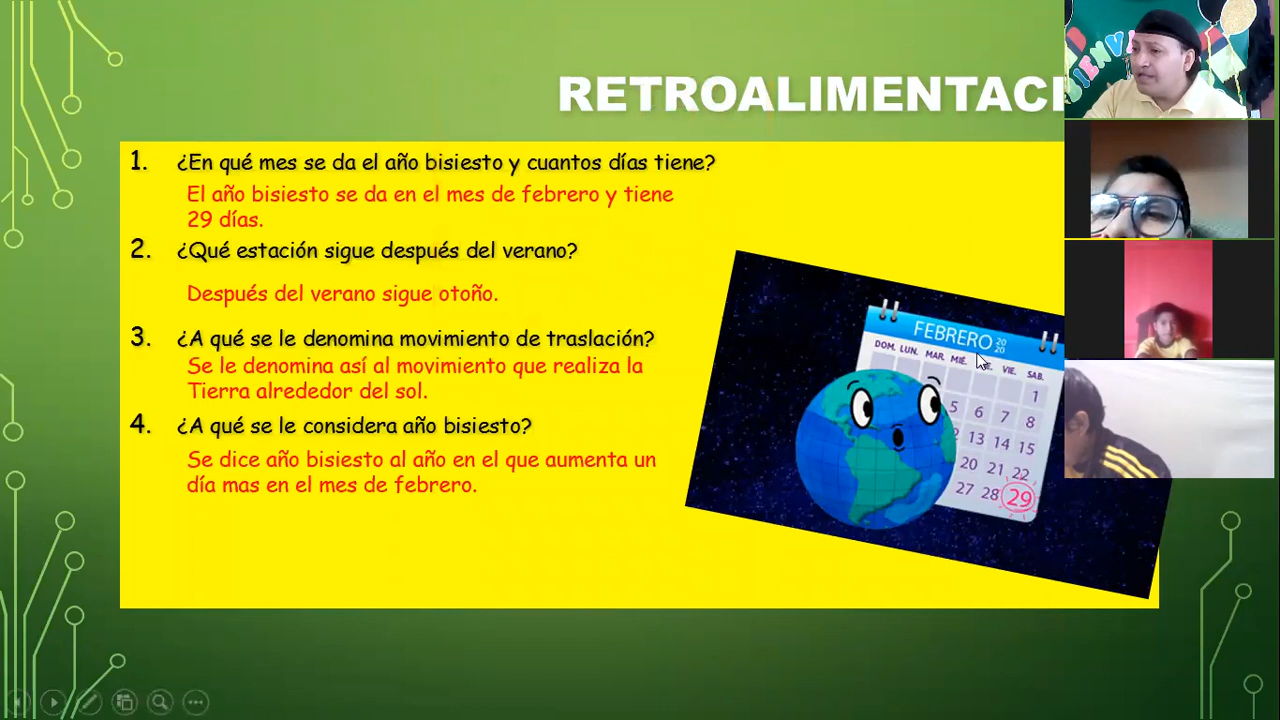 RETROALIMENTACI
1. ¿En qué mes se da el año bisiesto y cuantos días tiene?
El año bisiesto se da en el mes de febrero y tiene
29 días.
2. ¿Qué estación sigue después del verano?
Después del verano sigue otoño.
3. ¿A qué se le denomina movimiento de traslación?
Se le denomina así al movimiento que realiza la
Tierra alrededor del sol.
4. ¿A qué se le considera año bisiesto?
Se dice año bisiesto al año en el que aumenta un
día mas en el mes de febrero.
FEBRERO 2020
DOM. LUN. MAR. MIÉ. VIE. SAB.
1
5 6 7 8
13 14 15
20 21 22
27 28 29
BIENV